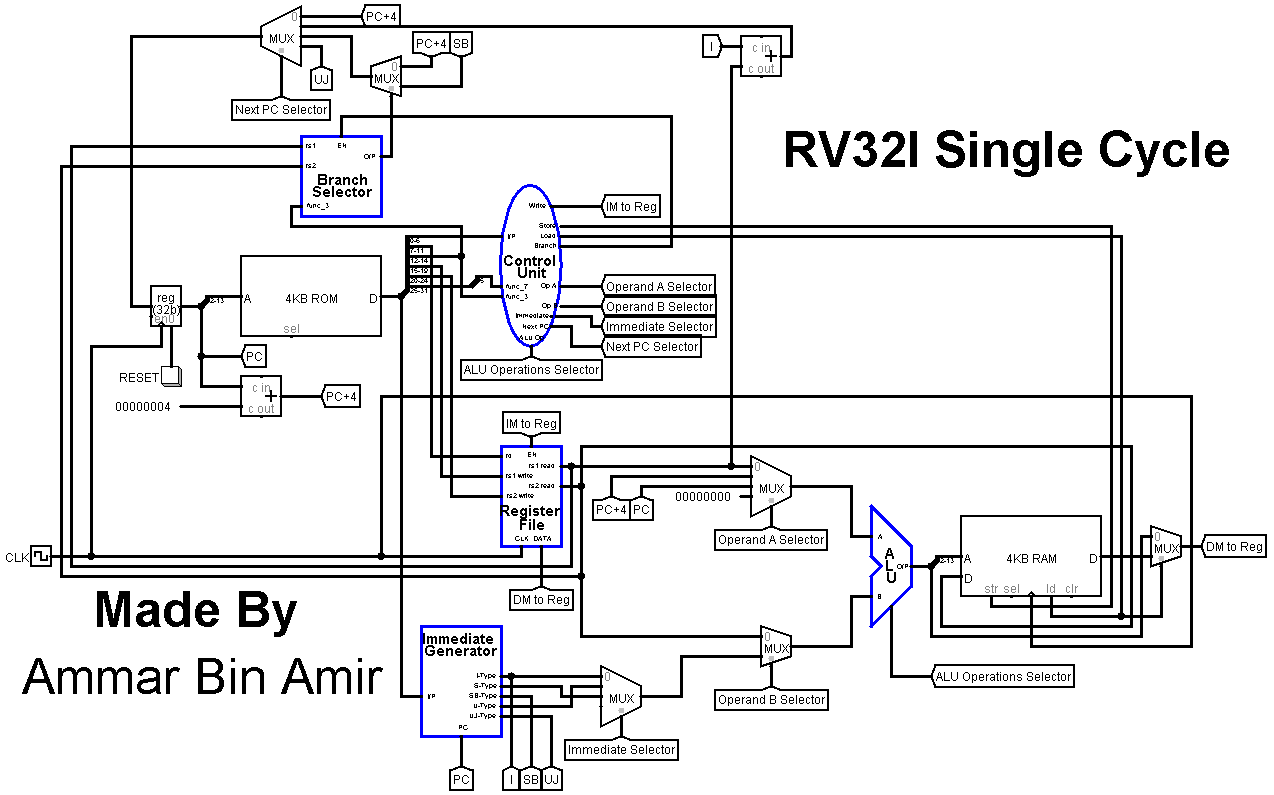 0
PC+4
MUX
PC+4
SB
UJ
0
MUX
Next PC Selector
I
c in
+
c out
RV32I Single Cycle
rs1
EN
O/P
rs2
Branch
Selector
func_3
Write
IM to Reg
Store
Load
Branch
I/P
Control
Unit
func_7
func_3
Op A
Operand A Selector
Operand B Selector
Immediate
Immediate Selector
Next PC
Next PC Selector
ALU Op
ALU Operations Selector
0-6
7-11
12-14
15-19
20-24
25-31
reg
(32b)
en0
2-13
A
4KB ROM
D
sel
PC
RESET
c in
+
c out
PC+4
00000004
IM to Reg
rd
EN
rs1 read
rs1 write
rs2 read
rs2 write
Register
File
CLK
DATA
DM to Reg
0
MUX
PC+4
PC
00000000
Operand A Selector
CLK
A
ALU
O/P
B
2-13
A
4KB RAM
D
D
str
sel
ld
clr
0
MUX
DM to Reg
Made By
Ammar Bin Amir
Immediate
Generator
I-Type
S-Type
SB-Type
U-Type
UJ-Type
I/P
PC
0
MUX
Immediate Selector
0
MUX
Operand B Selector
ALU Operations Selector
PC
I
SB
UJ